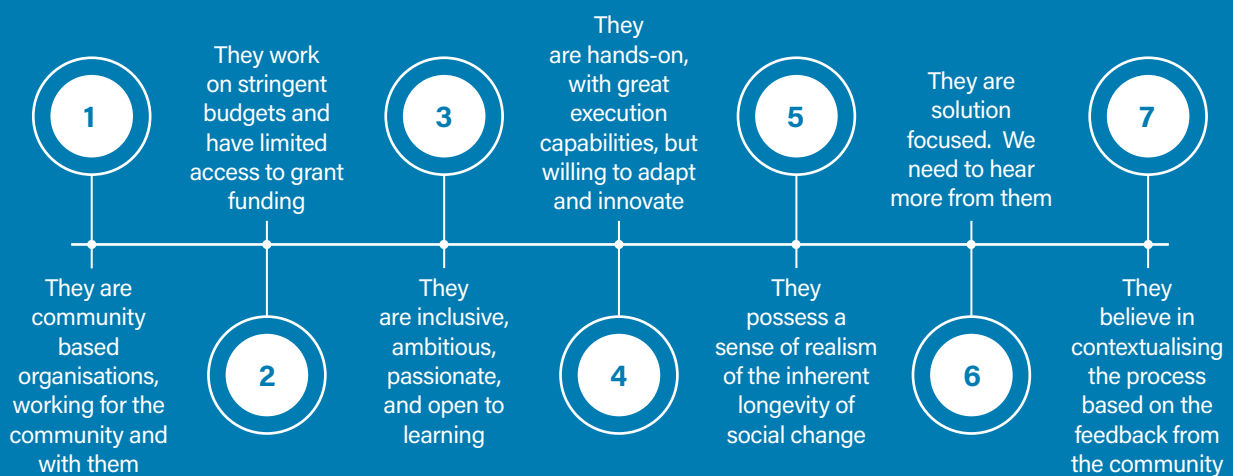 1
They are
community
based
organisations,
working for the
community and
with them
They work
on stringent
budgets and
have limited
access to grant
funding
2
3
They
are inclusive,
ambitious,
passionate,
and open to
learning
They
are hands-on,
with great
execution
capabilities, but
willing to adapt
and innovate
4
5
They
possess a
sense of realism
of the inherent
longevity of
social change
They are
solution
focused.  We
need to hear
more from them
6
7
They
believe in
contextualising
the process
based on the
feedback from
the community